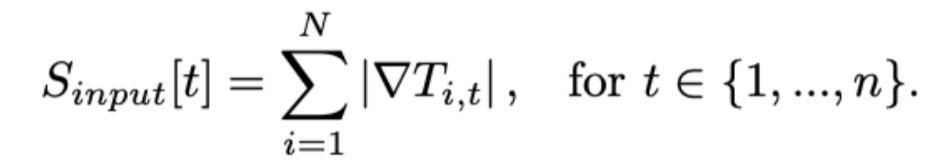 S_{input}[t] = \sum_{i=1}^{N} |\nabla T_{i,t}| , for t ∈ {1, ..., n}.